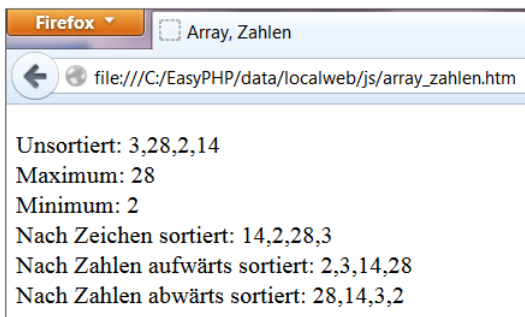 Firefox
Array, Zahlen
file:///C:/EasyPHP/data/localweb/js/array_zahlen.htm
Unsortiert: 3,28,2,14
Maximum: 28
Minimum: 2
Nach Zeichen sortiert: 14,2,28,3
Nach Zahlen aufwärts sortiert: 2,3,14,28
Nach Zahlen abwärts sortiert: 28,14,3,2